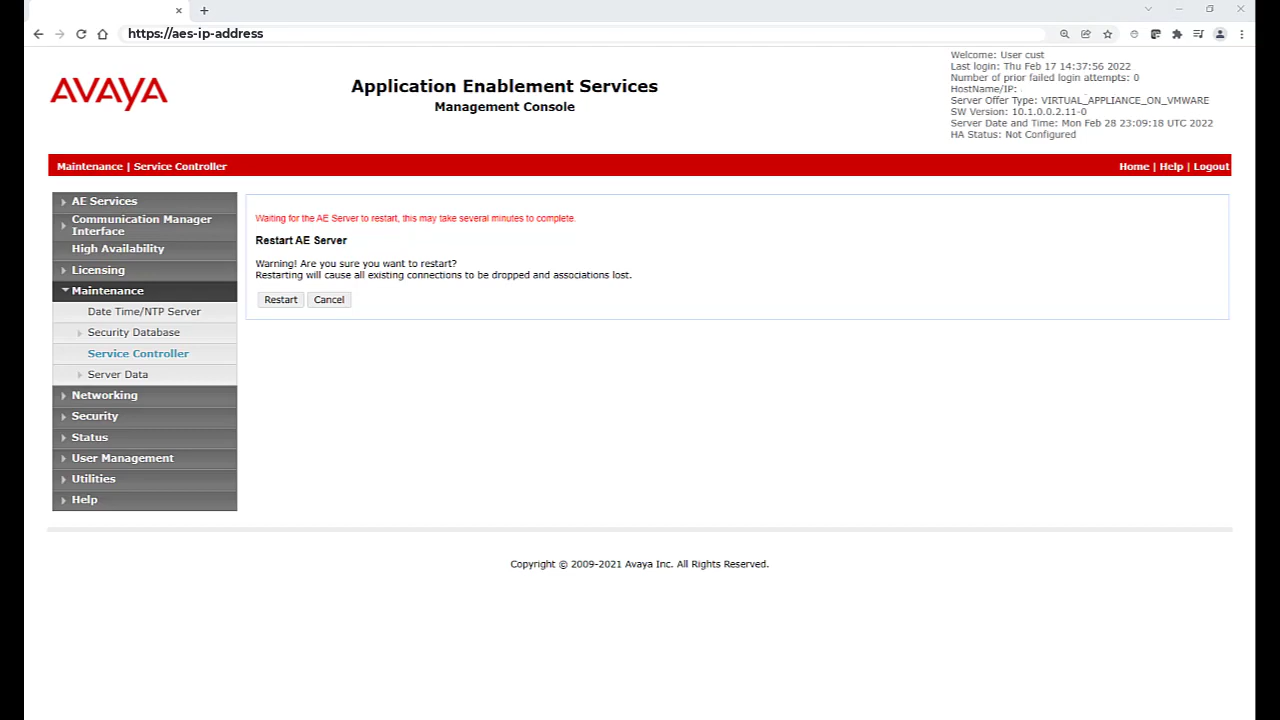 https://aes-ip-address
Welcome: User cust
Last login: Thu Feb 17 14:37:56 2022
Number of prior failed login attempts: 0
HostName/IP:
Server Offer Type: VIRTUAL_APPLIANCE_ON_VMWARE
SW Version: 10.1.0.0.2.11-0
Server Date and Time: Mon Feb 28 23:09:18 UTC 2022
HA Status: Not Configured
AVAYA
Application Enablement Services
Management Console
Maintenance | Service Controller
Home | Help | Logout
AE Services
Communication Manager
Interface
High Availability
Licensing
Maintenance
Date Time/NTP Server
Security Database
Service Controller
Server Data
Networking
Security
Status
User Management
Utilities
Help
Waiting for the AE Server to restart, this may take several minutes to complete.
Restart AE Server
Warning! Are you sure you want to restart?
Restarting will cause all existing connections to be dropped and associations lost.
Restart Cancel
Copyright © 2009-2021 Avaya Inc. All Rights Reserved.